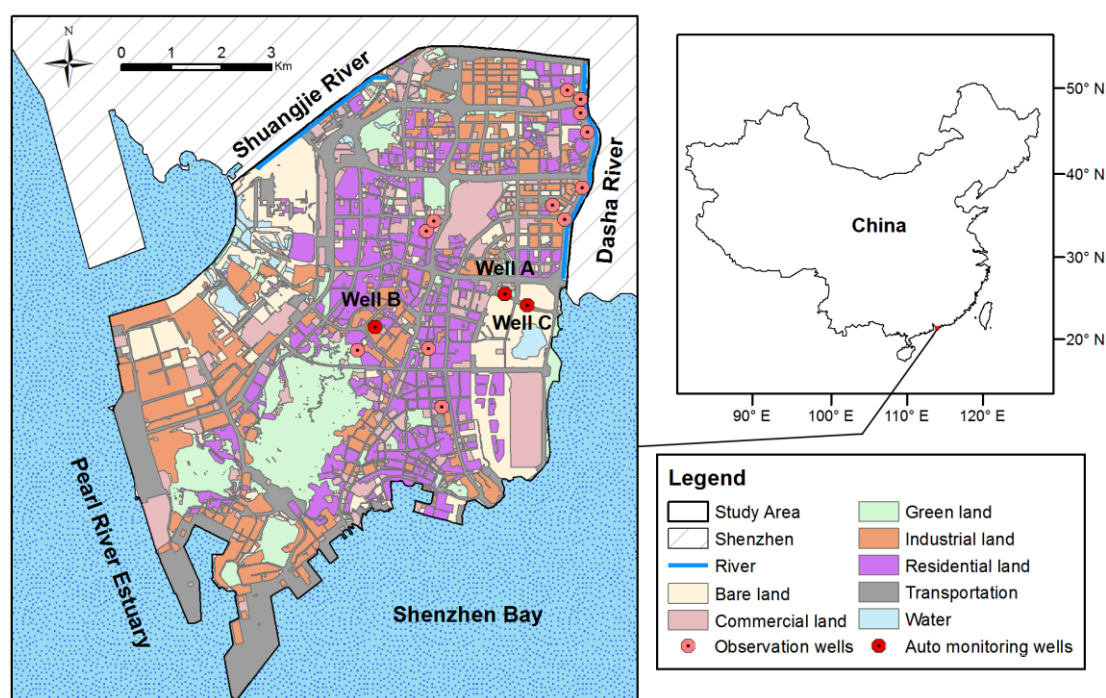 N
0 1 2 3
Km
Shuangjie River
Dasha River
Well A
Well B
Well C
Pearl River Estuary
Shenzhen Bay
China
50° N
40° N
30° N
20° N
90° E 100° E 110° E 120° E
Legend
Study Area
Shenzhen
River
Bare land
Commercial land
Observation wells
Green land
Industrial land
Residential land
Transportation
Water
Auto monitoring wells